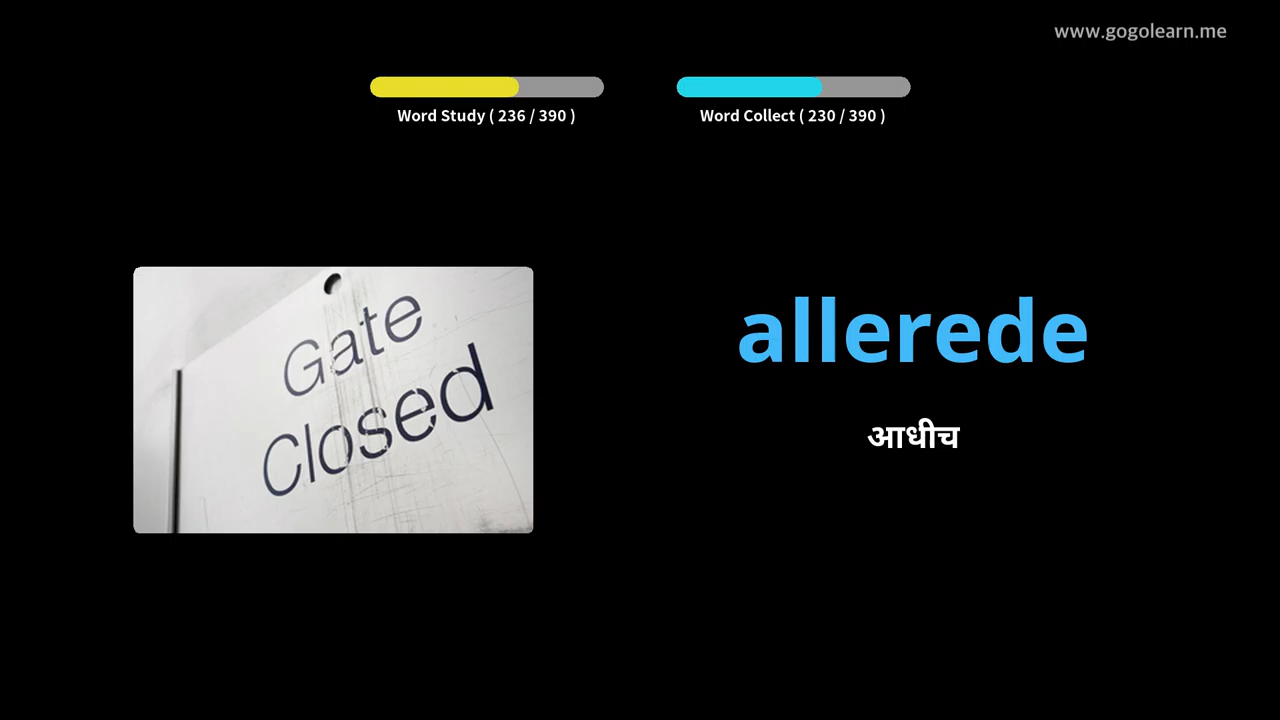 www.gogolearn.me
Word Study ( 236 / 390 )
Word Collect ( 230 / 390 )
Gate
Closed
allerede
आधीच